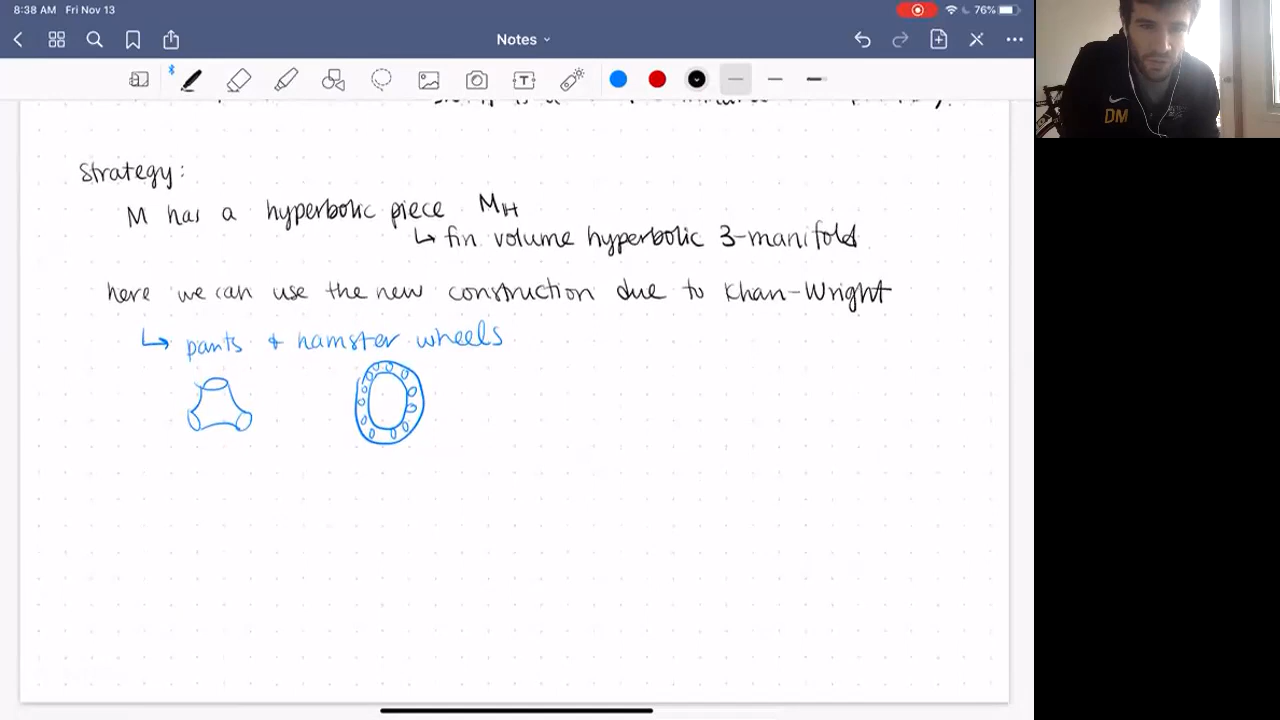 8:38 AM Fri Nov 13
76%
Notes
DM
Strategy:
M has a hyperbolic piece M_H
↳ fin volume hyperbolic 3-manifold
here we can use the new construction due to Khan-Wright
↳ pants & hamster wheels